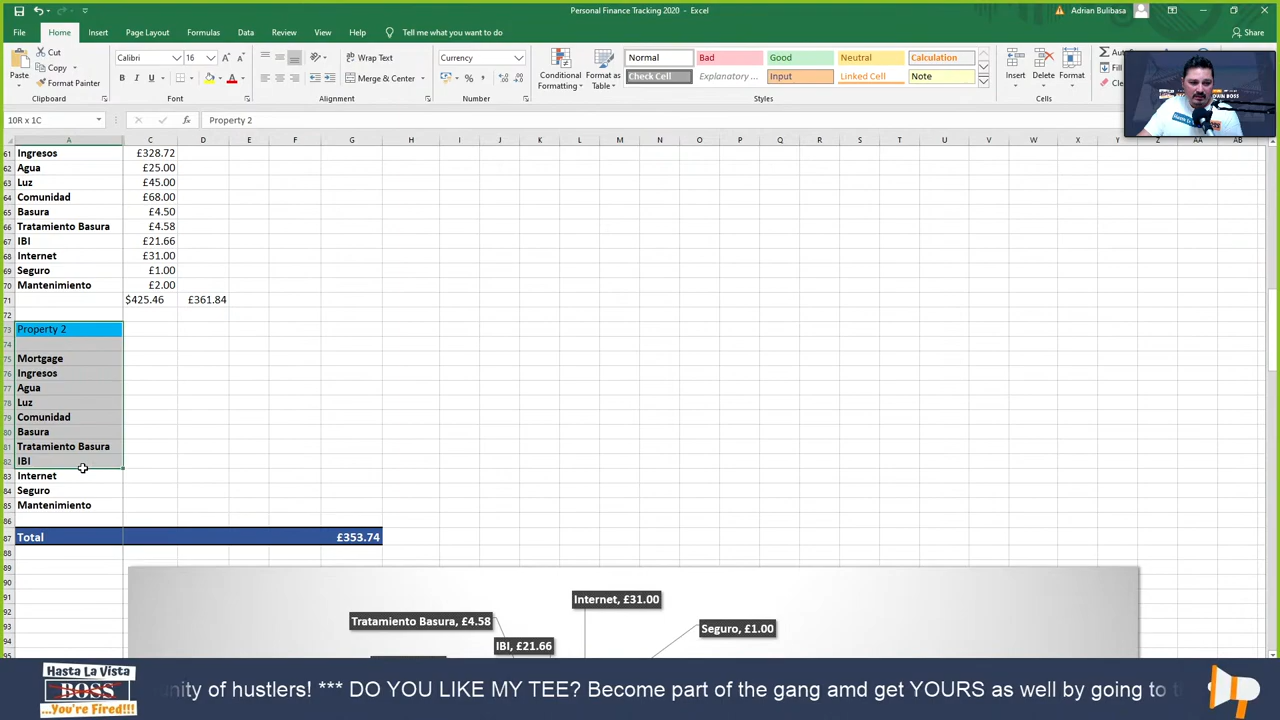 Personal Finance Tracking 2020 - Excel
Adrian Bulibasa
File Home Insert Page Layout Formulas Data Review View Help Tell me what you want to do
Share
Paste
Cut
Copy
Format Painter
Clipboard
Calibri 16
B I U
Font
Wrap Text
Merge & Center
Alignment
Currency
Number
Conditional Formatting
Format as Table
Normal Bad Good Neutral Calculation
Check Cell Explanatory ... Input Linked Cell Note
Styles
Insert Delete Format
Cells
Fill
10R x 1C
fx Property 2
A C D E F G H I J K L M N O P Q R S T U V W X Y Z AA AB
61 Ingresos £328.72
62 Agua £25.00
63 Luz £45.00
64 Comunidad £68.00
65 Basura £4.50
66 Tratamiento Basura £4.58
67 IBI £21.66
68 Internet £31.00
69 Seguro £1.00
70 Mantenimiento £2.00
71 $425.46 £361.84
72
73 Property 2
74
75 Mortgage
76 Ingresos
77 Agua
78 Luz
79 Comunidad
80 Basura
81 Tratamiento Basura
82 IBI
83 Internet
84 Seguro
85 Mantenimiento
86
87 Total £353.74
88
89
90
91
92
93
94
95
Internet, £31.00
Tratamiento Basura, £4.58
Seguro, £1.00
IBI, £21.66
Hasta La Vista
BOSS
...You're Fired!!!
unity of hustlers! *** DO YOU LIKE MY TEE? Become part of the gang amd get YOURS as well by going to